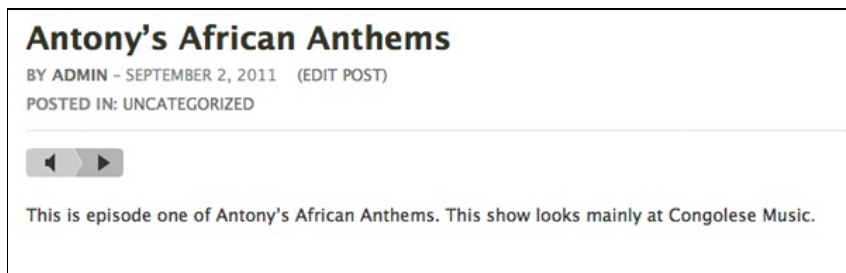 Antony's African Anthems
BY ADMIN – SEPTEMBER 2, 2011 (EDIT POST)
POSTED IN: UNCATEGORIZED
This is episode one of Antony's African Anthems. This show looks mainly at Congolese Music.